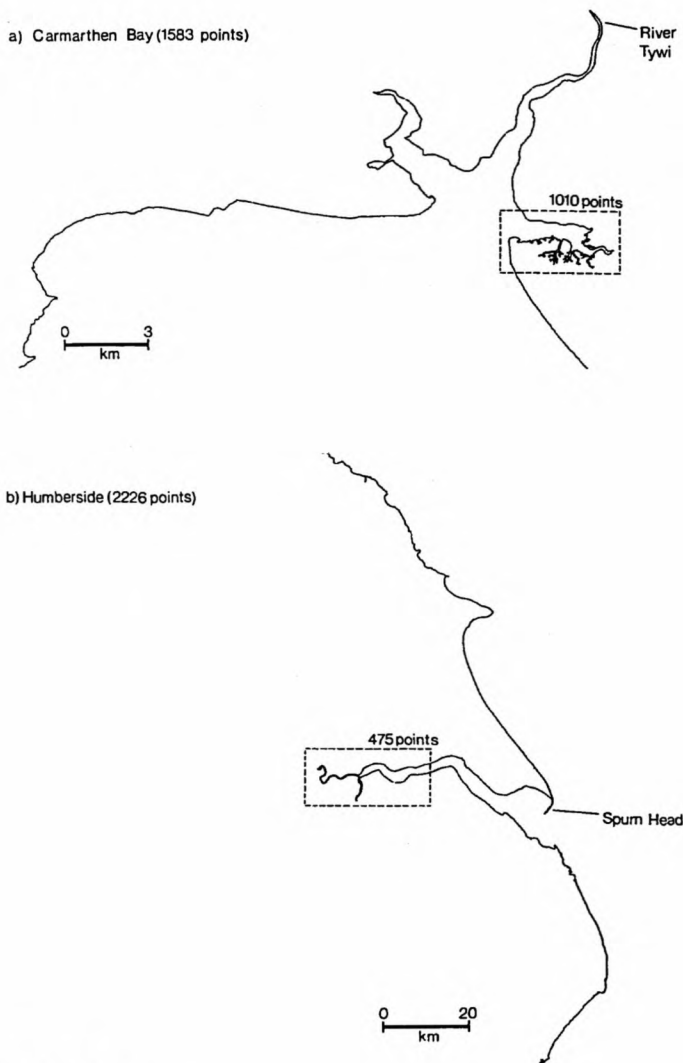 a) Carmarthen Bay (1583 points)
River
Tywi
1010 points
0 3
km
b) Humberside (2226 points)
475 points
Spurn Head
0 20
km